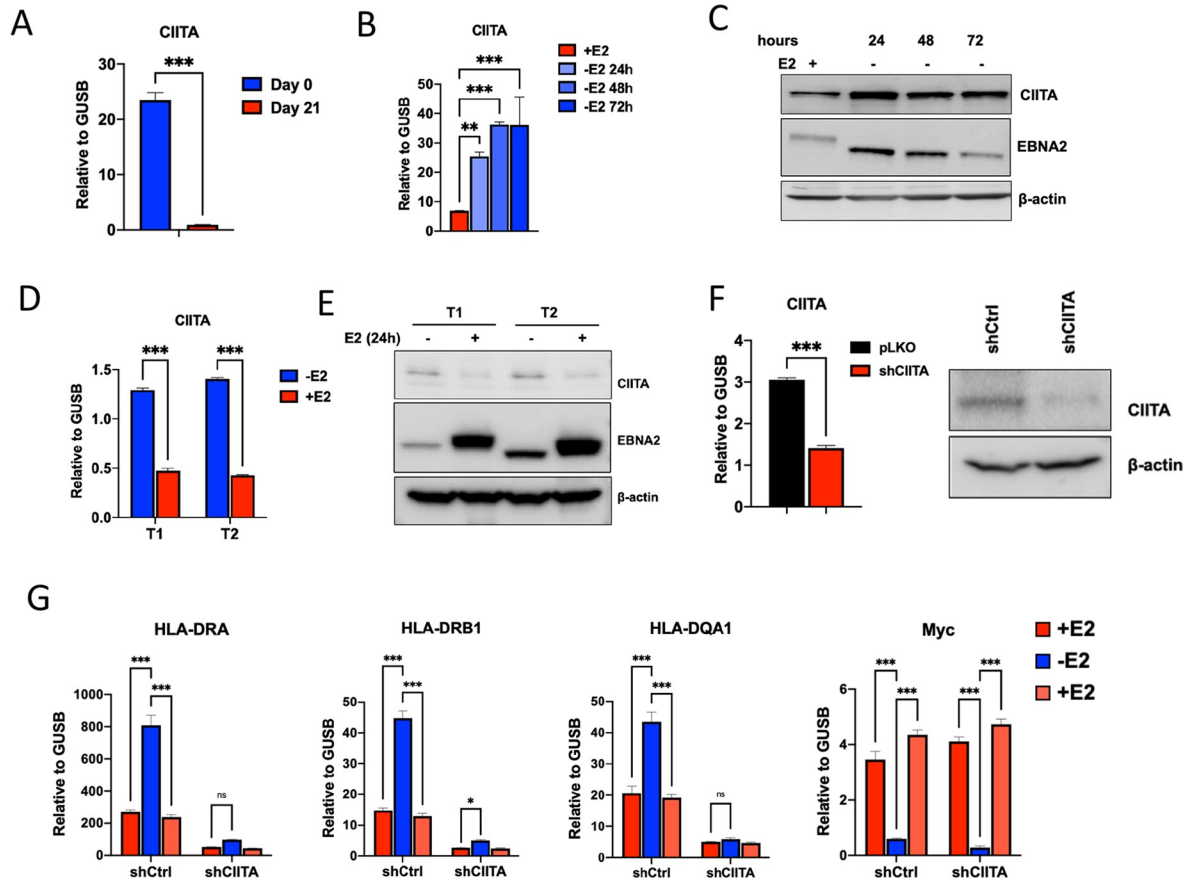 A
CIITA
Relative to GUSB
30
20
10
0
***
Day 0
Day 21
B
CIITA
Relative to GUSB
50
40
30
20
10
0
**
***
***
+E2
-E2 24h
-E2 48h
-E2 72h
C
hours 24 48 72
E2 + - - -
CIITA
EBNA2
β-actin
D
CIITA
Relative to GUSB
1.5
1.0
0.5
0.0
*** ***
T1 T2
-E2
+E2
E
T1 T2
E2 (24h) - + - +
CIITA
EBNA2
β-actin
F
CIITA
Relative to GUSB
4
3
2
1
0
***
pLKO
shCIITA
shCtrl shCIITA
CIITA
β-actin
G
HLA-DRA
Relative to GUSB
1000
800
600
400
200
0
*** *** ns
shCtrl shCIITA
HLA-DRB1
Relative to GUSB
50
40
30
20
10
0
*** *** *
shCtrl shCIITA
HLA-DQA1
Relative to GUSB
50
40
30
20
10
0
*** *** ns
shCtrl shCIITA
Myc
Relative to GUSB
6
4
2
0
*** *** *** ***
shCtrl shCIITA
+E2
-E2
+E2